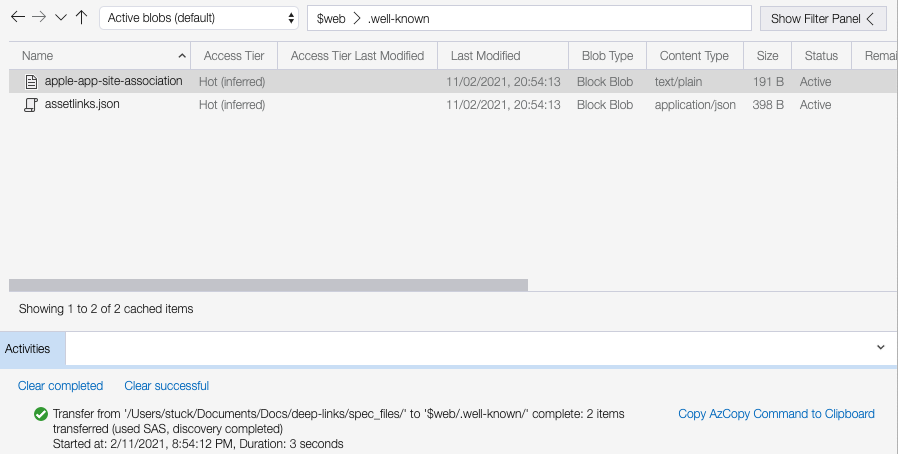 Active blobs (default) $web > .well-known Show Filter Panel
Name Access Tier Access Tier Last Modified Last Modified Blob Type Content Type Size Status Remai
apple-app-site-association Hot (inferred) 11/02/2021, 20:54:13 Block Blob text/plain 191 B Active
assetlinks.json Hot (inferred) 11/02/2021, 20:54:13 Block Blob application/json 398 B Active
Showing 1 to 2 of 2 cached items
Activities
Clear completed Clear successful
Transfer from '/Users/stuck/Documents/Docs/deep-links/spec_files/' to '$web/.well-known/' complete: 2 items Copy AzCopy Command to Clipboard
transferred (used SAS, discovery completed)
Started at: 2/11/2021, 8:54:12 PM, Duration: 3 seconds